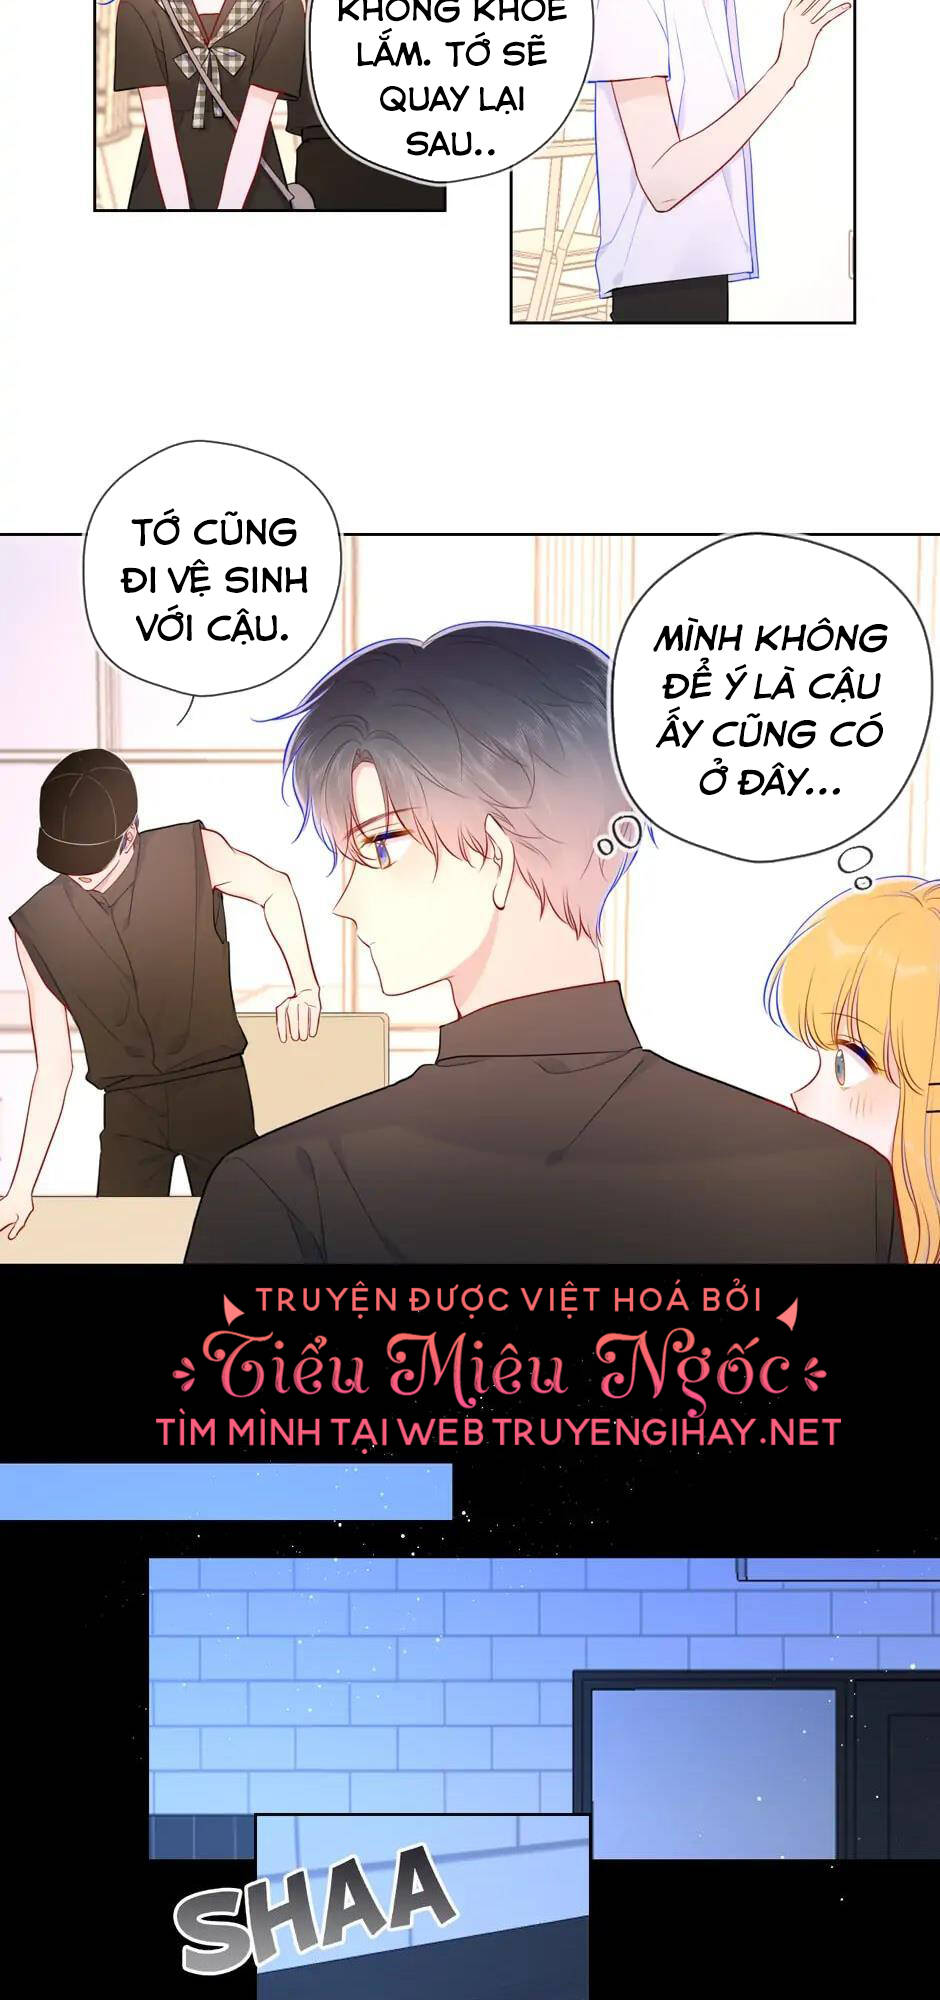 KHÔNG KHỎE
LẮM. TỚ SẼ
QUAY LẠI
SAU..
TỚ CŨNG
ĐI VỆ SINH
VỚI CẬU.
MÌNH KHÔNG
ĐỂ Ý LÀ CẬU
ẤY CŨNG CÓ
Ở ĐÂY...
TRUYỆN ĐƯỢC VIỆT HOÁ BỞI
Tiểu Miêu Ngốc
TÌM MÌNH TẠI WEB TRUYENGIHAY.NET
SHAA